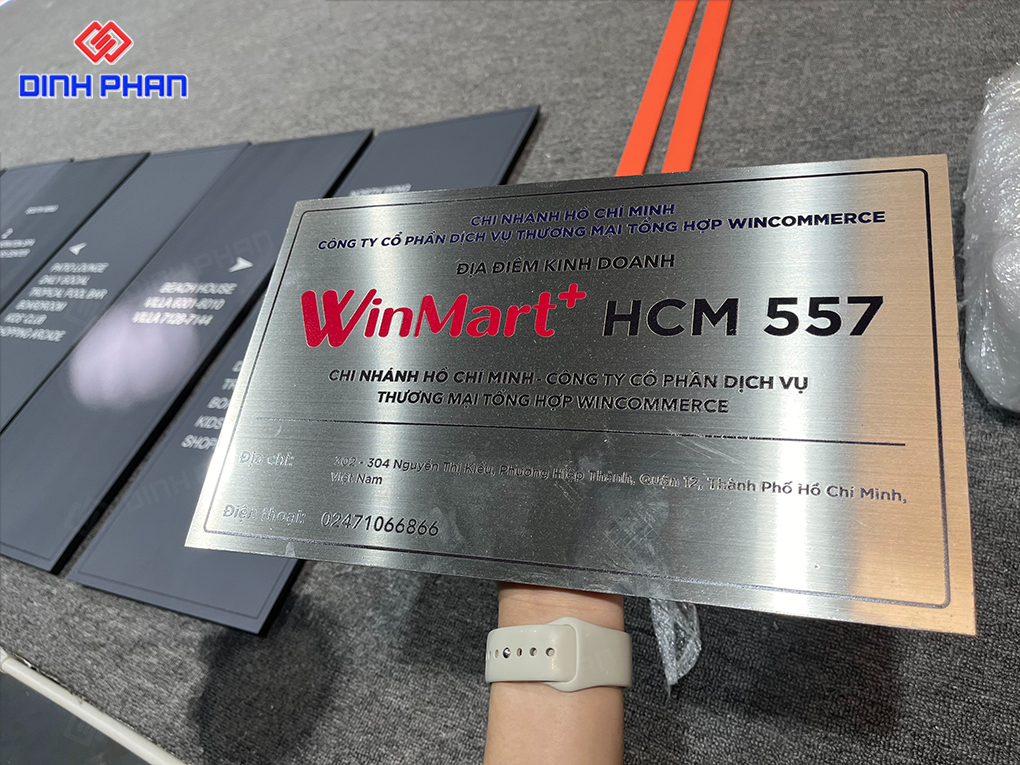 DINH PHAN
CHI NHÁNH HỒ CHÍ MINH
CÔNG TY CỔ PHẦN DỊCH VỤ THƯƠNG MẠI TỔNG HỢP WINCOMMERCE
ĐỊA ĐIỂM KINH DOANH
WinMart+ HCM 557
CHI NHÁNH HỒ CHÍ MINH - CÔNG TY CỔ PHẦN DỊCH VỤ
THƯƠNG MẠI TỔNG HỢP WINCOMMERCE
Địa chỉ: 302 - 304 Nguyễn Thị Kiểu, Phường Hiệp Thành, Quận 12, Thành Phố Hồ Chí Minh,
Việt Nam
Điện thoại: 02471066866
PATIO LOUNGE
DAILY SOCIAL
TROPICAL POOL BAR
BOARDROOM
KIDS' CLUB
SHOPPING ARCADE
BEACH HOUSE
VILLA 6001-6010
VILLA 7128-7144
KIDS
SHOP